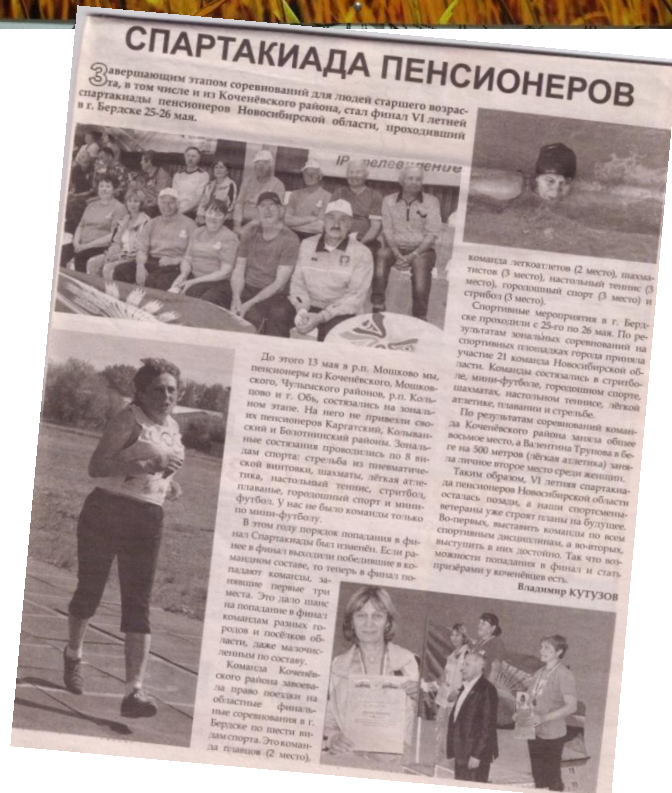 СПАРТАКИАДА ПЕНСИОНЕРОВ
Завершающим этапом соревнований для людей старшего возрас-
та, в том числе и из Коченёвского района, стал финал VI летней
спартакиады пенсионеров Новосибирской области, проходивший
в г. Бердске 25-26 мая.
IP телевидение
До этого 13 мая в р.п. Мошково мы,
пенсионеры из Коченёвского, Мошков-
ского, Чулымского районов, р.п. Коль-
цово и г. Обь, состязались на зональ-
ном этапе. На него не привезли сво-
их пенсионеров Каргатский, Колыван-
ский и Болотнинский районы. Зональ-
ные состязания проводились по 8 ви-
дам спорта: стрельба из пневматиче-
ской винтовки, шахматы, лёгкая атле-
тика, настольный теннис, стритбол,
плаванье, городошный спорт и мини-
футбол. У нас не было команды только
по мини-футболу.
В этом году порядок попадания в фи-
нал Спартакиады был изменён. Если ра-
нее в финал выходили победившие в ко-
мандном составе, то теперь в финал по-
падают команды, за-
нявшие первые три
места. Это дало шанс
на попадание в финал
командам разных го-
родов и посёлков об-
ласти, даже малочис-
ленным по составу.
Команда Коченёв-
ского района завоева-
ла право поездки на
областные финаль-
ные соревнования в г.
Бердске по шести ви-
дам спорта. Это коман-
да пловцов (2 место),
команда легкоатлетов (2 место), шахма-
тистов (3 место), настольный теннис (3
место), городошный спорт (3 место) и
стритбол (3 место).
Спортивные мероприятия в г. Берд-
ске проходили с 25-го по 26 мая. По ре-
зультатам зональных соревнований на
спортивных площадках города приняла
участие 21 команда Новосибирской об-
ласти. Команды состязались в стритбо-
ле, мини-футболе, городошном спорте,
шахматах, настольном теннисе, лёгкой
атлетике, плавании и стрельбе.
По результатам соревнований коман-
да Коченёвского района заняла общее
восьмое место, а Валентина Трунова в бе-
ге на 500 метров (лёгкая атлетика) заня-
ла личное второе место среди женщин.
Таким образом, VI летняя спартакиа-
да пенсионеров Новосибирской области
осталась позади, а наши спортсмены-
ветераны уже строят планы на будущее.
Во-первых, выставить команды по всем
спортивным дисциплинам, а во-вторых,
выступить в них достойно. Так что воз-
можности попадания в финал и стать
призёрами у коченёвцев есть.
Владимир КУТУЗОВ